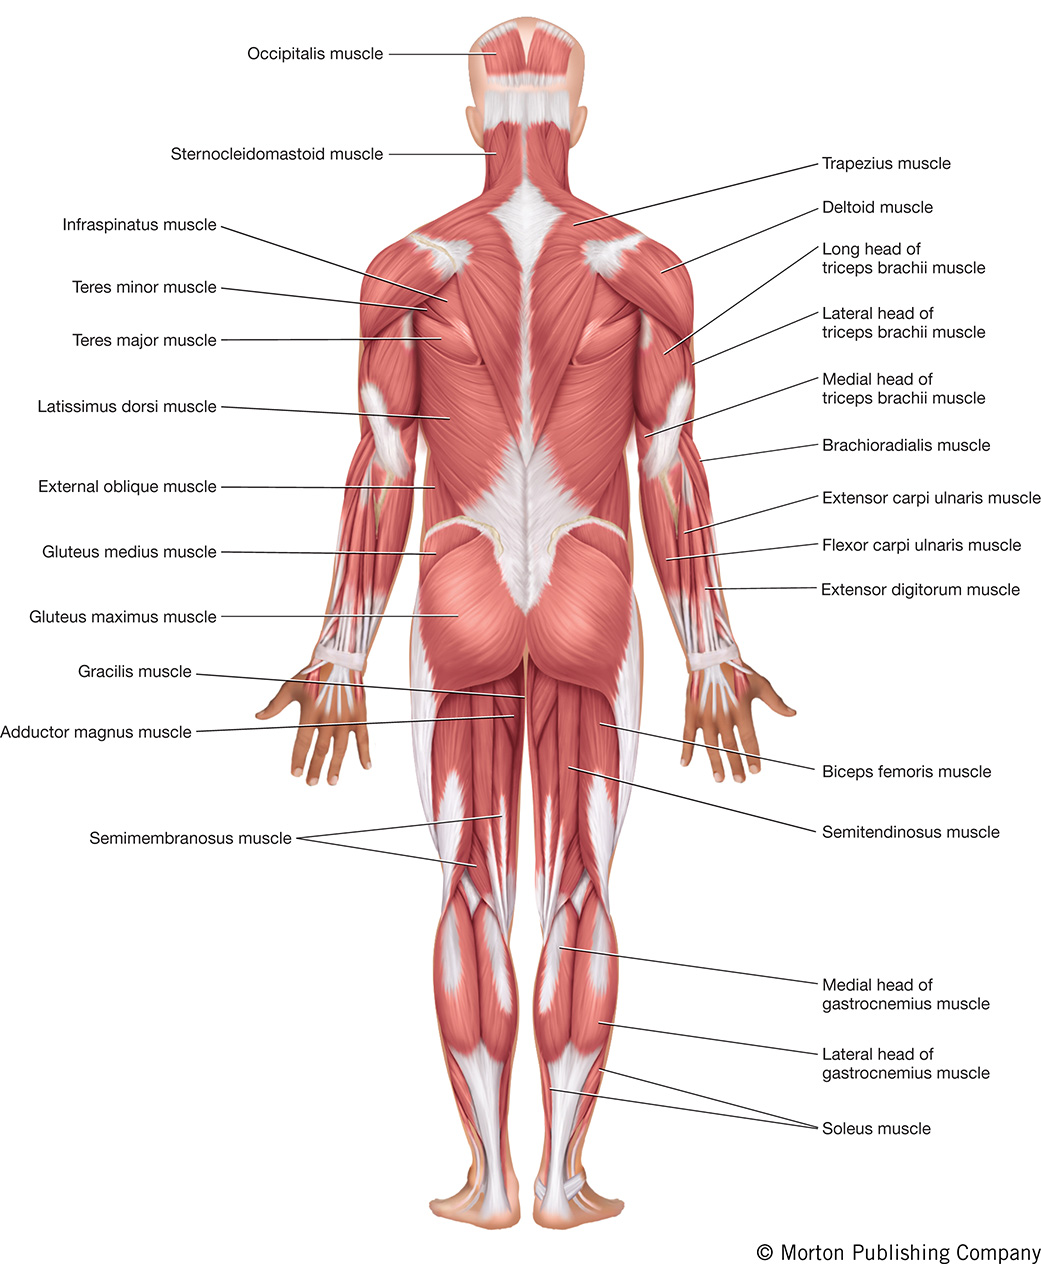 Occipitalis muscle
Sternocleidomastoid muscle
Infraspinatus muscle
Teres minor muscle
Teres major muscle
Latissimus dorsi muscle
External oblique muscle
Gluteus medius muscle
Gluteus maximus muscle
Gracilis muscle
Adductor magnus muscle
Semimembranosus muscle
Trapezius muscle
Deltoid muscle
Long head of
triceps brachii muscle
Lateral head of
triceps brachii muscle
Medial head of
triceps brachii muscle
Brachioradialis muscle
Extensor carpi ulnaris muscle
Flexor carpi ulnaris muscle
Extensor digitorum muscle
Biceps femoris muscle
Semitendinosus muscle
Medial head of
gastrocnemius muscle
Lateral head of
gastrocnemius muscle
Soleus muscle
© Morton Publishing Company